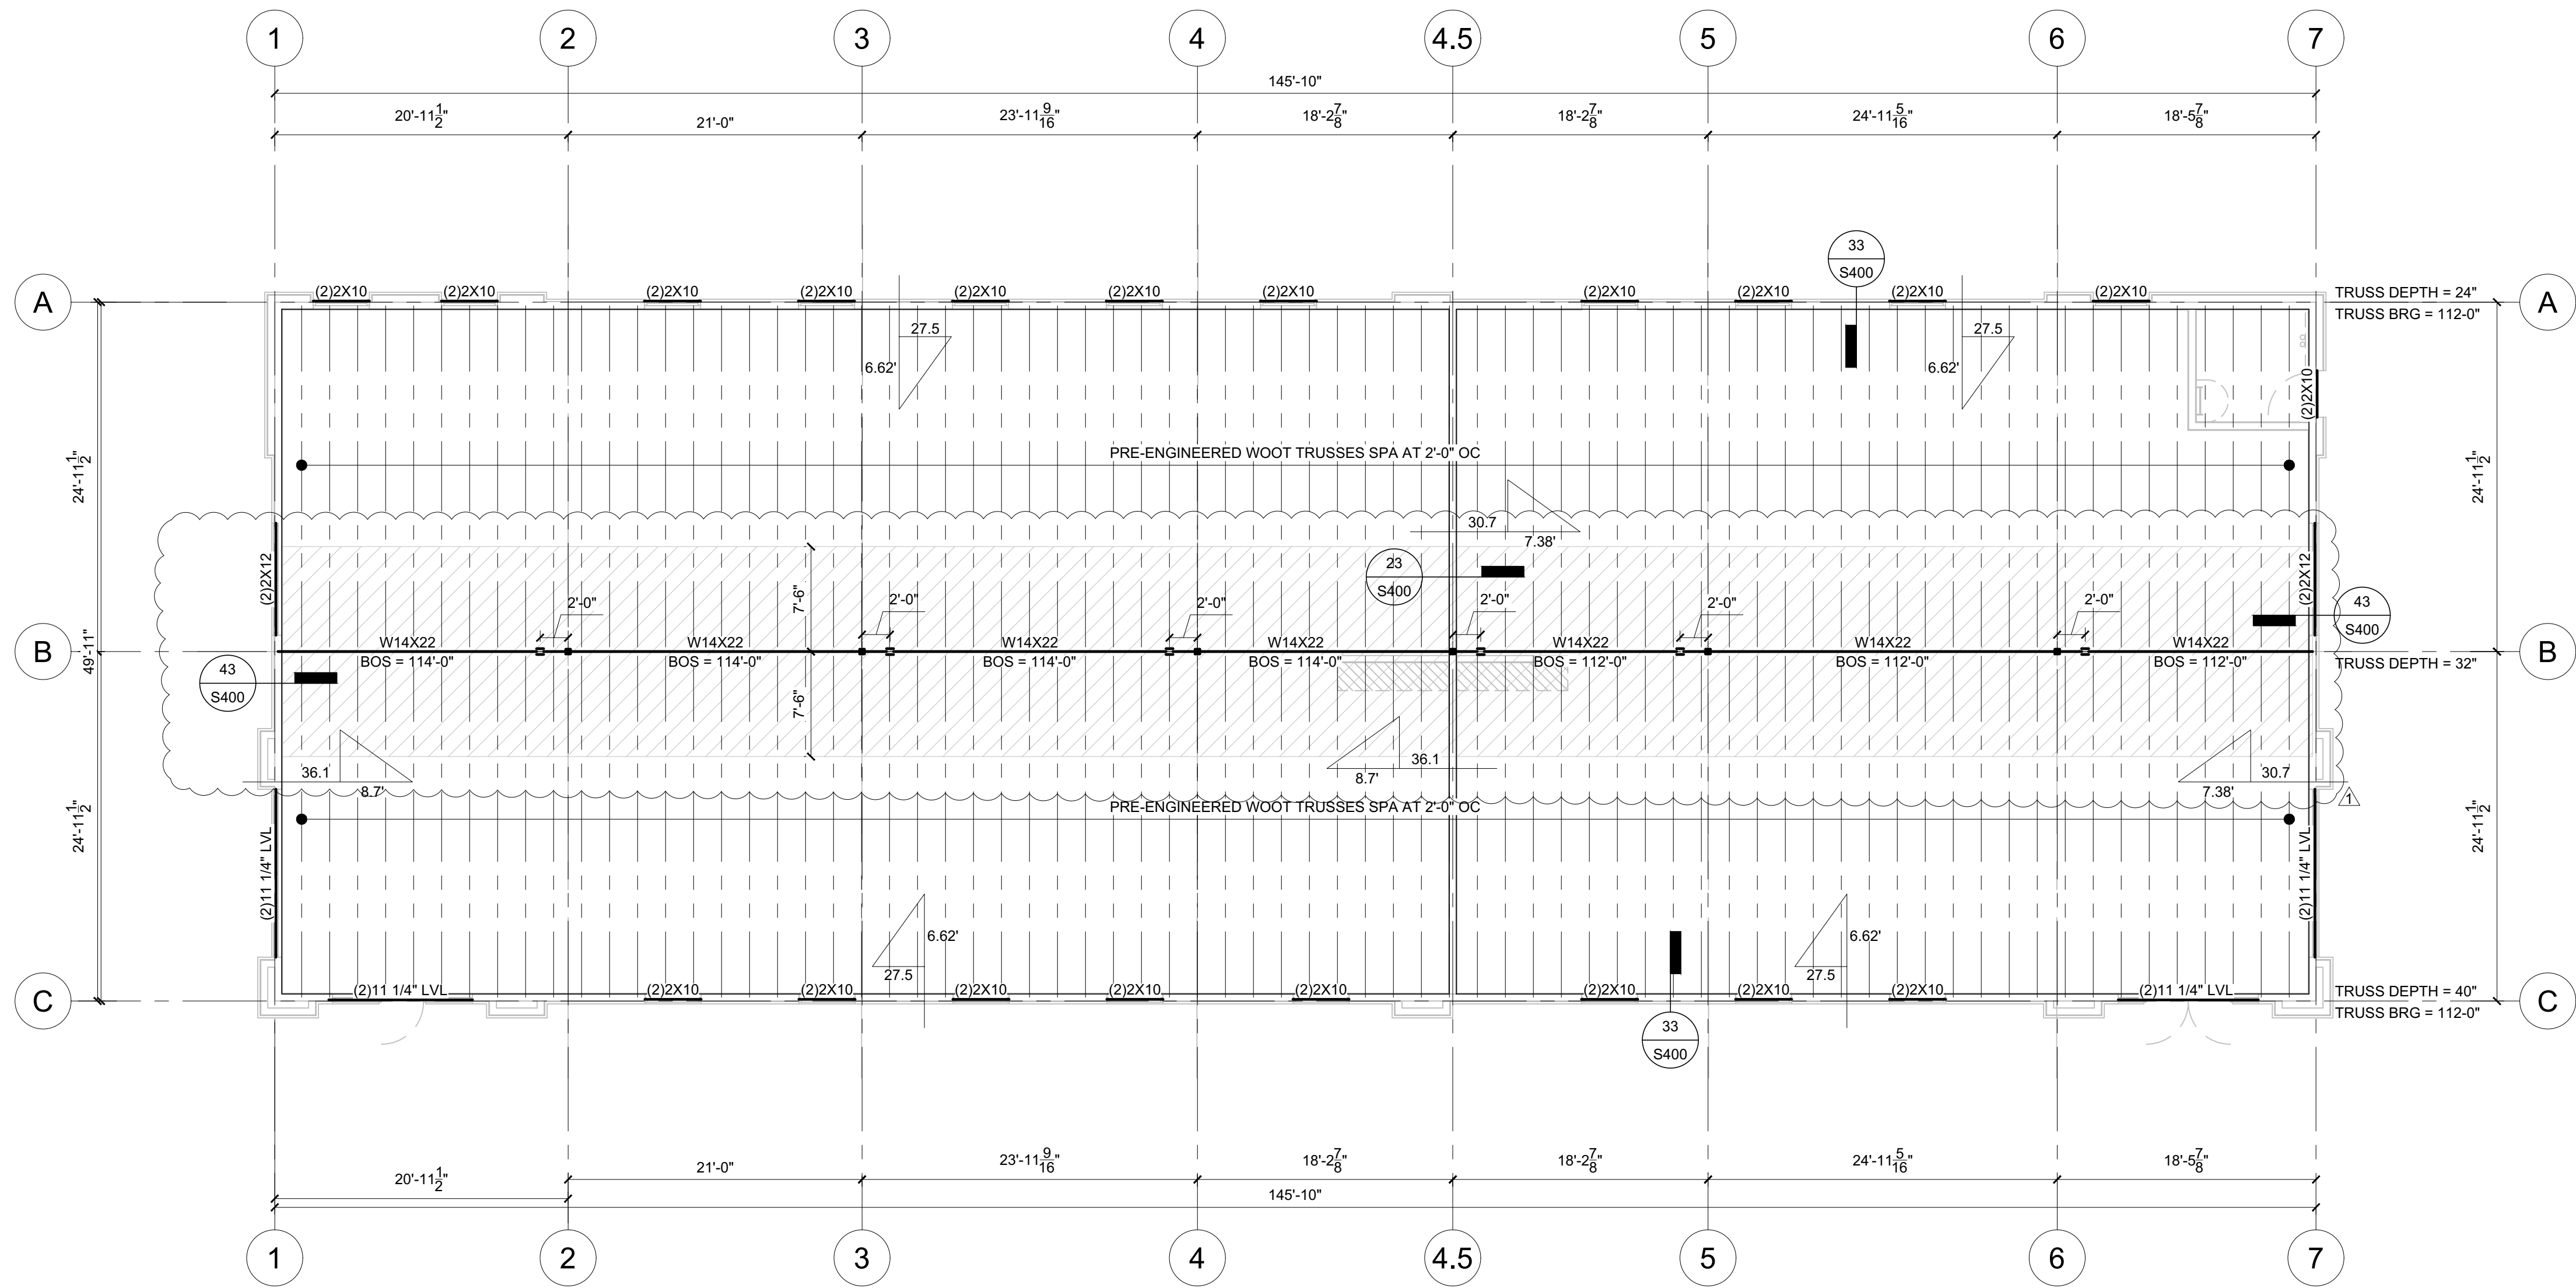 1 2 3 4 4.5 5 6 7
145'-10"
20'-11 1/2" 21'-0" 23'-11 9/16" 18'-2 7/8" 18'-2 7/8" 24'-11 5/16" 18'-5 7/8"
33
S400
A (2)2X10 (2)2X10 (2)2X10 (2)2X10 (2)2X10 (2)2X10 (2)2X10 (2)2X10 (2)2X10 (2)2X10 (2)2X10 TRUSS DEPTH = 24" A
TRUSS BRG = 112-0"
27.5 27.5
6.62' 6.62'
(2)2X10
PRE-ENGINEERED WOOT TRUSSES SPA AT 2'-0" OC
24'-11 1/2" 24'-11 1/2"
30.7
7.38'
23
S400
(2)2X12 (2)2X12
7'-6"
2'-0" 2'-0" 2'-0" 2'-0" 2'-0" 2'-0"
43
S400
B W14X22 W14X22 W14X22 W14X22 W14X22 W14X22 W14X22 B
49'-11"
BOS = 114'-0" BOS = 114'-0" BOS = 114'-0" BOS = 114'-0" BOS = 112'-0" BOS = 112'-0" BOS = 112'-0" TRUSS DEPTH = 32"
43
S400
7'-6"
36.1 36.1 30.7
8.7' 8.7' 7.38'
1
PRE-ENGINEERED WOOT TRUSSES SPA AT 2'-0" OC
24'-11 1/2" 24'-11 1/2"
(2)11 1/4" LVL (2)11 1/4" LVL
6.62' 6.62'
27.5 27.5
C (2)11 1/4" LVL (2)2X10 (2)2X10 (2)2X10 (2)2X10 (2)2X10 (2)2X10 (2)2X10 (2)2X10 (2)11 1/4" LVL TRUSS DEPTH = 40" C
TRUSS BRG = 112-0"
33
S400
20'-11 1/2" 21'-0" 23'-11 9/16" 18'-2 7/8" 18'-2 7/8" 24'-11 5/16" 18'-5 7/8"
145'-10"
1 2 3 4 4.5 5 6 7